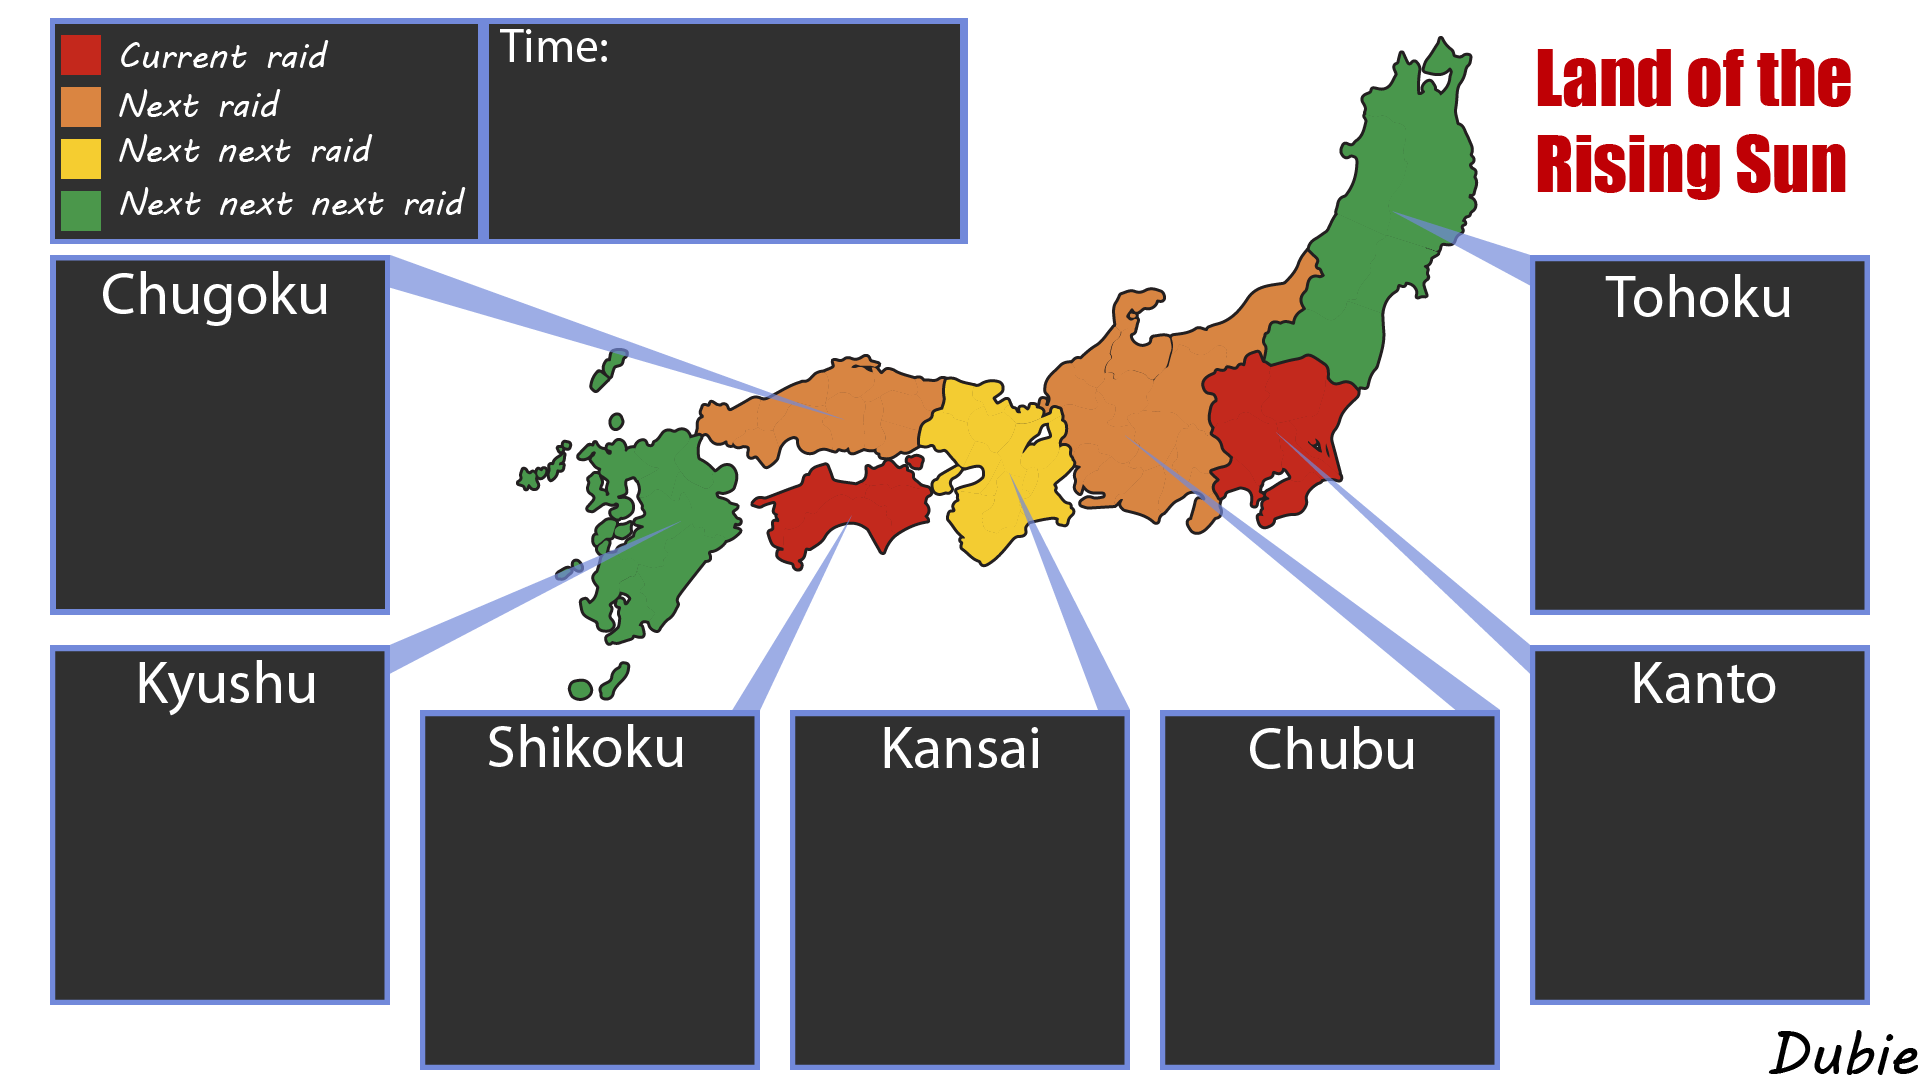 Current raid
Next raid
Next next raid
Next next next raid
Time:
Land of the
Rising Sun
Chugoku
Tohoku
Kyushu
Kanto
Shikoku
Kansai
Chubu
Dubie